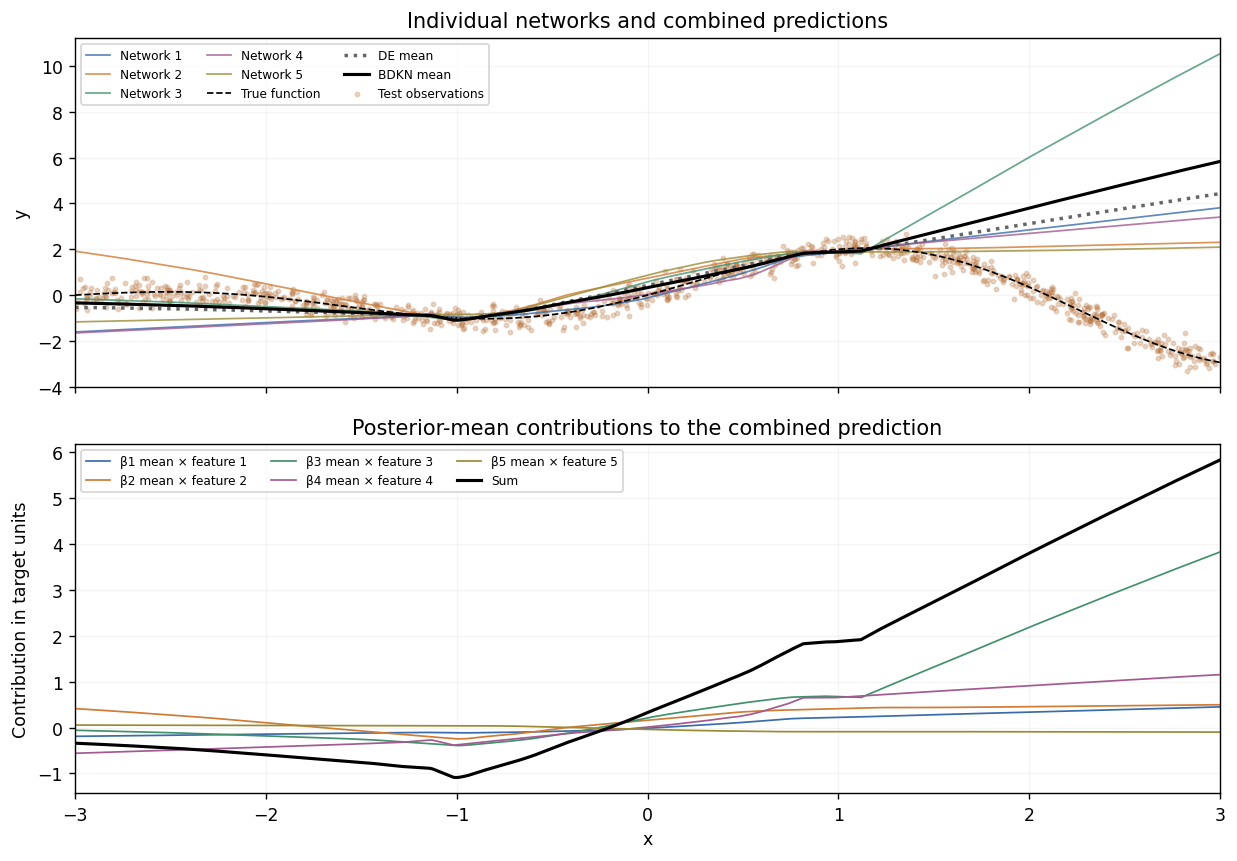 Individual networks and combined predictions
Network 1 Network 4 DE mean
Network 2 Network 5 BDKN mean
Network 3 True function Test observations
10
8
6
4
2
0
−2
−4
y
Posterior-mean contributions to the combined prediction
β1 mean × feature 1 β3 mean × feature 3 β5 mean × feature 5
β2 mean × feature 2 β4 mean × feature 4 Sum
6
5
4
3
2
1
0
−1
Contribution in target units
−3 −2 −1 0 1 2 3
x